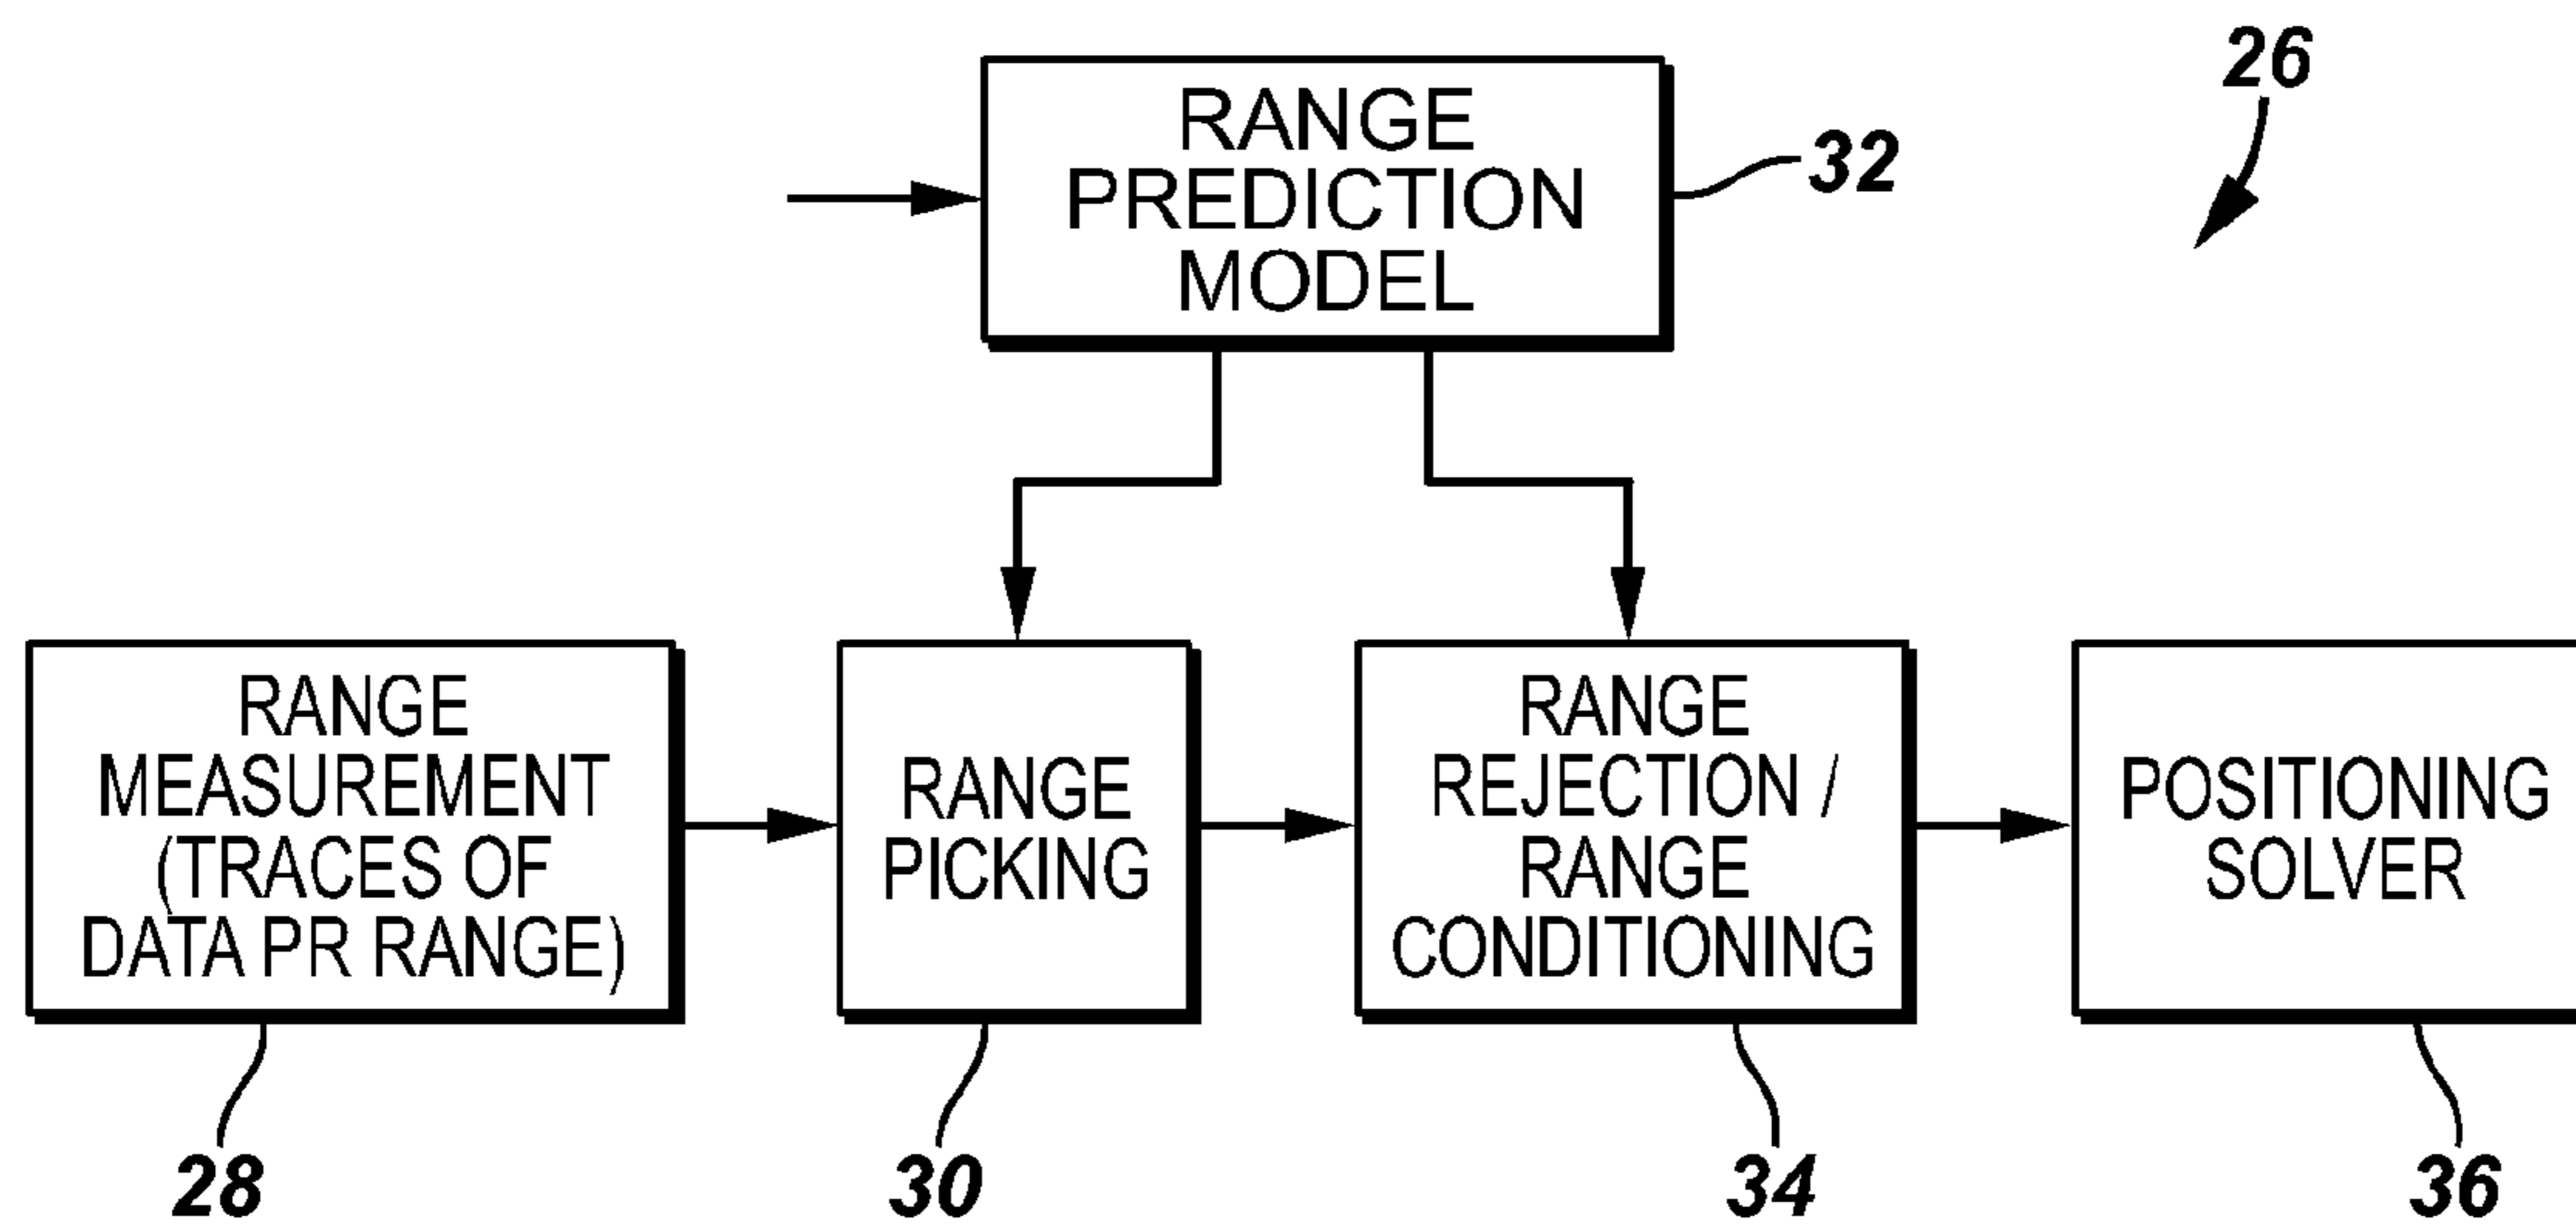 26
RANGE
PREDICTION
MODEL
32
RANGE
MEASUREMENT
(TRACES OF
DATA PR RANGE)
RANGE
PICKING
RANGE
REJECTION /
RANGE
CONDITIONING
POSITIONING
SOLVER
28
30
34
36